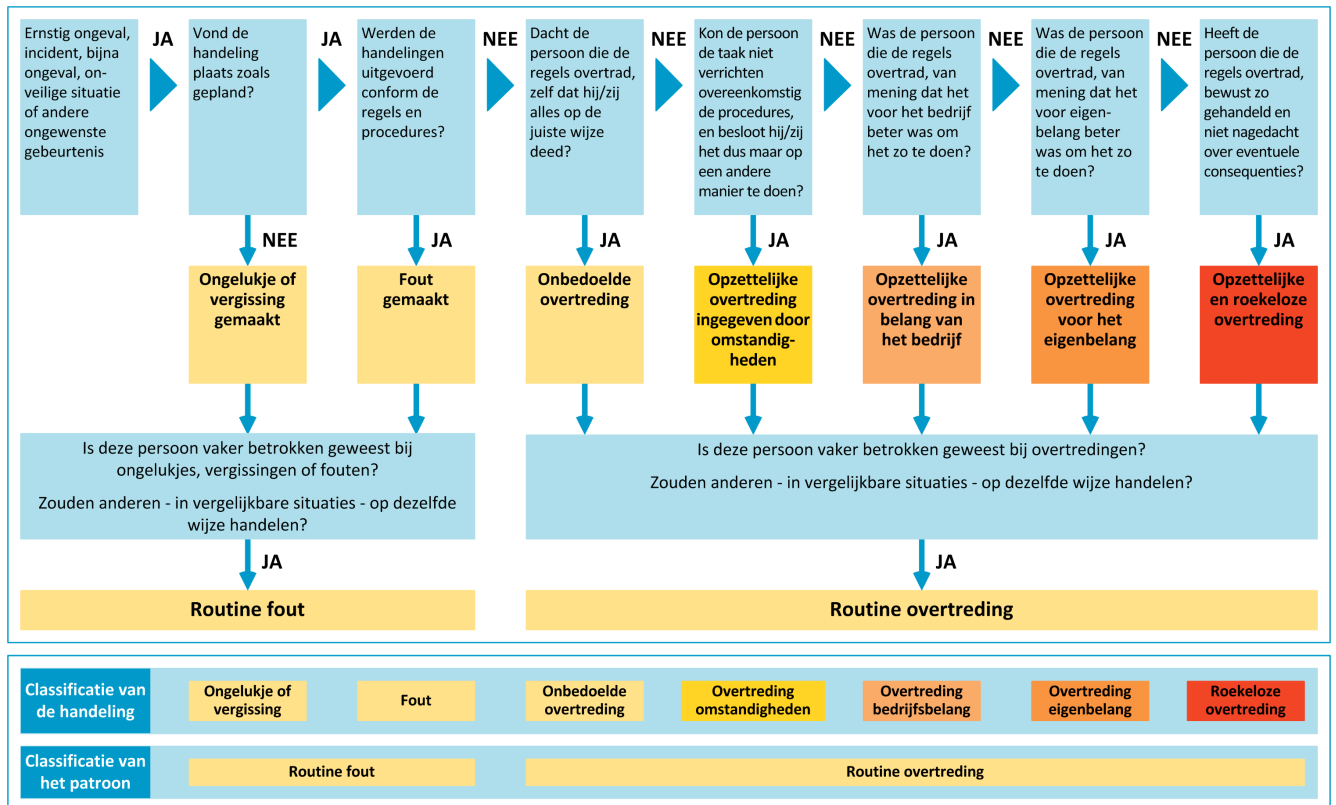 Ernstig ongeval,
incident, bijna
ongeval, on-
veilige situatie
of andere
ongewenste
gebeurtenis
JA
Vond de
handeling
plaats zoals
gepland?
JA
Werden de
handelingen
uitgevoerd
conform de
regels en
procedures?
NEE
Dacht de
persoon die de
regels overtrad,
zelf dat hij/zij
alles op de
juiste wijze
deed?
NEE
Kon de persoon
de taak niet
verrichten
overeenkomstig
de procedures,
en besloot hij/zij
het dus maar op
een andere
manier te doen?
NEE
Was de persoon
die de regels
overtrad, van
mening dat het
voor het bedrijf
beter was om
het zo te doen?
NEE
Was de persoon
die de regels
overtrad, van
mening dat het
voor eigen-
belang beter
was om het zo
te doen?
NEE
Heeft de
persoon die de
regels overtrad,
bewust zo
gehandeld en
niet nagedacht
over eventuele
consequenties?
NEE
JA
JA
JA
JA
JA
JA
Ongelukje of
vergissing
gemaakt
Fout
gemaakt
Onbedoelde
overtreding
Opzettelijke
overtreding
ingegeven door
omstandig-
heden
Opzettelijke
overtreding in
belang van
het bedrijf
Opzettelijke
overtreding
voor het
eigenbelang
Opzettelijke
en roekeloze
overtreding
Is deze persoon vaker betrokken geweest bij
ongelukjes, vergissingen of fouten?
Zouden anderen - in vergelijkbare situaties - op dezelfde
wijze handelen?
Is deze persoon vaker betrokken geweest bij overtredingen?
Zouden anderen - in vergelijkbare situaties - op dezelfde wijze handelen?
JA
JA
Routine fout
Routine overtreding
Classificatie van
de handeling
Ongelukje of
vergissing
Fout
Onbedoelde
overtreding
Overtreding
omstandigheden
Overtreding
bedrijfsbelang
Overtreding
eigenbelang
Roekeloze
overtreding
Classificatie van
het patroon
Routine fout
Routine overtreding